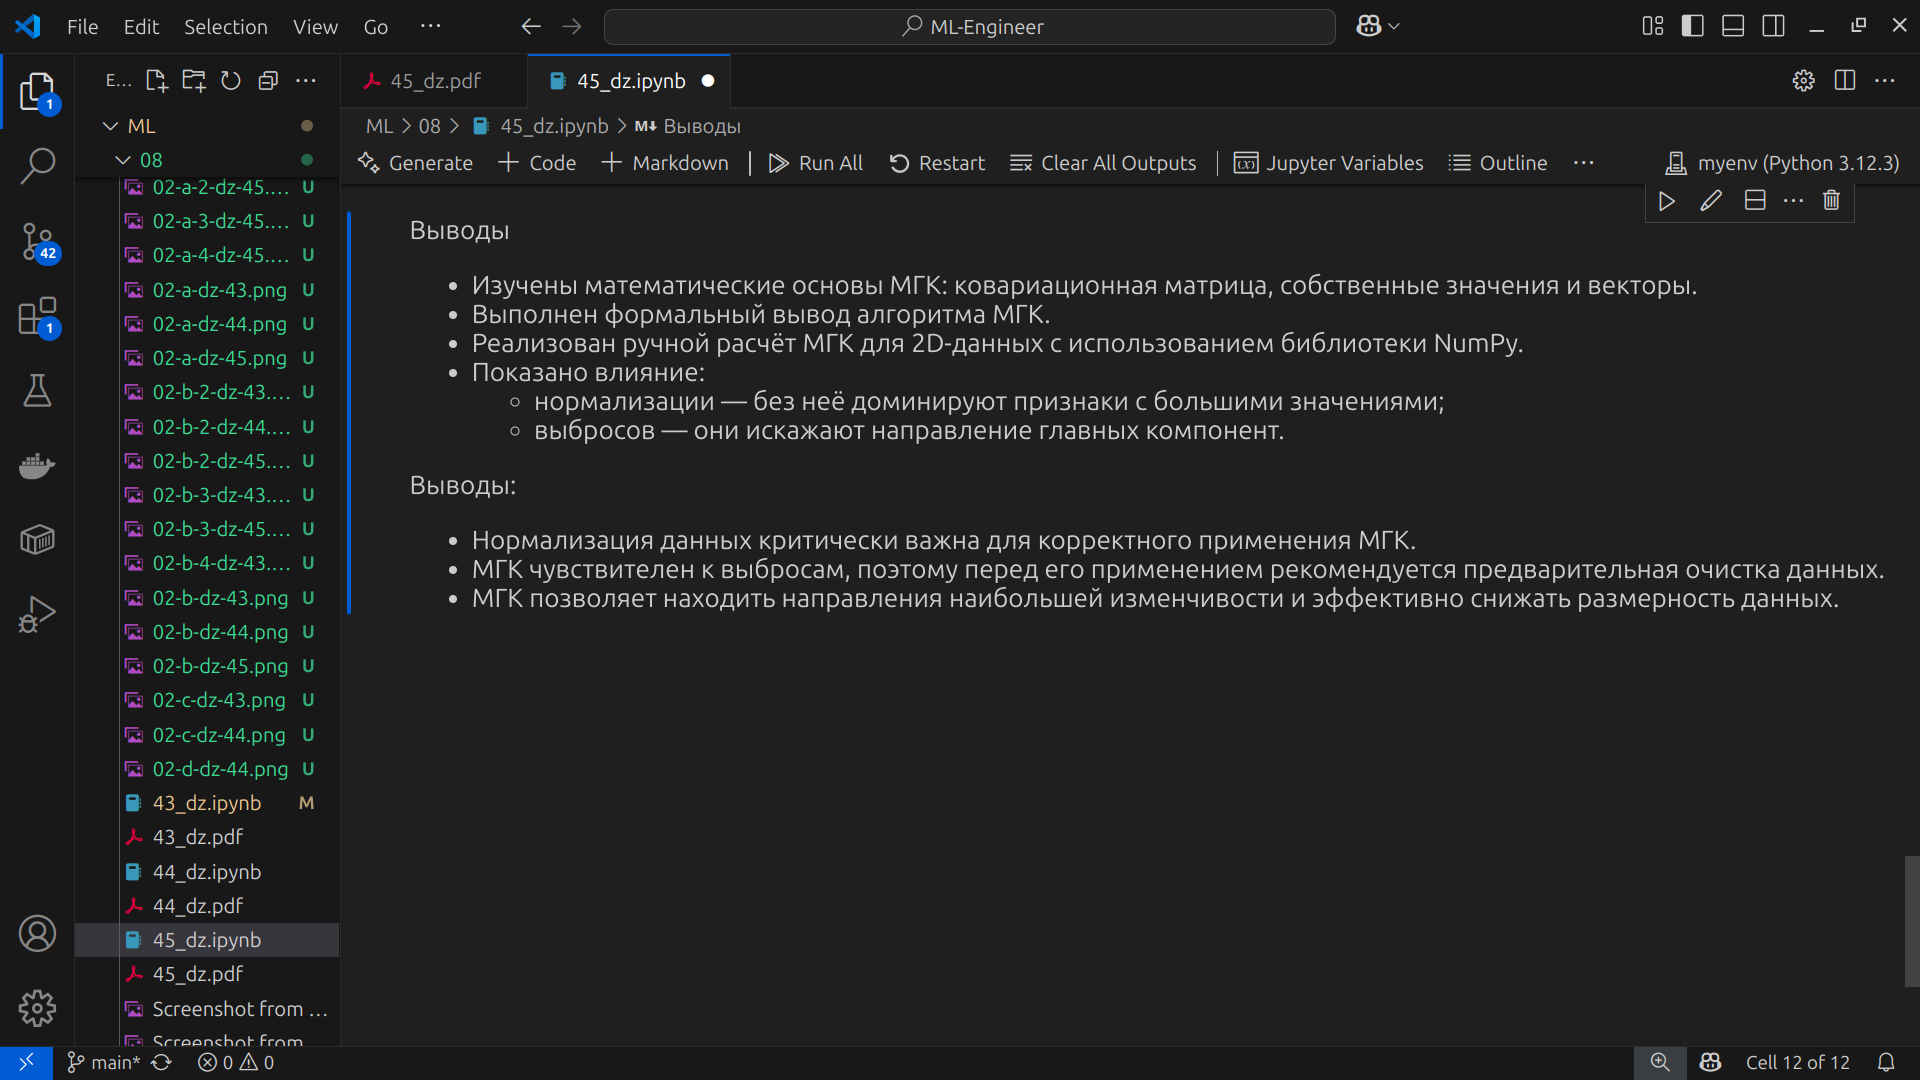 File Edit Selection View Go ··· ML-Engineer
E... ···
45_dz.pdf 45_dz.ipynb ···
1
ML
ML > 08 > 45_dz.ipynb > Выводы
08
Generate Code Markdown Run All Restart Clear All Outputs Jupyter Variables Outline ··· myenv (Python 3.12.3)
02-a-2-dz-45.... U
02-a-3-dz-45.... U
02-a-4-dz-45.... U
42
02-a-dz-43.png U
02-a-dz-44.png U
1
02-a-dz-45.png U
02-b-2-dz-43.... U
02-b-2-dz-44.... U
02-b-2-dz-45.... U
02-b-3-dz-43.... U
02-b-3-dz-45.... U
02-b-4-dz-43.... U
02-b-dz-43.png U
02-b-dz-44.png U
02-b-dz-45.png U
02-c-dz-43.png U
02-c-dz-44.png U
02-d-dz-44.png U
43_dz.ipynb M
43_dz.pdf
44_dz.ipynb
44_dz.pdf
45_dz.ipynb
45_dz.pdf
Screenshot from ...
Screenshot from
Выводы
• Изучены математические основы МГК: ковариационная матрица, собственные значения и векторы.
• Выполнен формальный вывод алгоритма МГК.
• Реализован ручной расчёт МГК для 2D-данных с использованием библиотеки NumPy.
• Показано влияние:
◦ нормализации — без неё доминируют признаки с большими значениями;
◦ выбросов — они искажают направление главных компонент.
Выводы:
• Нормализация данных критически важна для корректного применения МГК.
• МГК чувствителен к выбросам, поэтому перед его применением рекомендуется предварительная очистка данных.
• МГК позволяет находить направления наибольшей изменчивости и эффективно снижать размерность данных.
main* 0 0 Cell 12 of 12